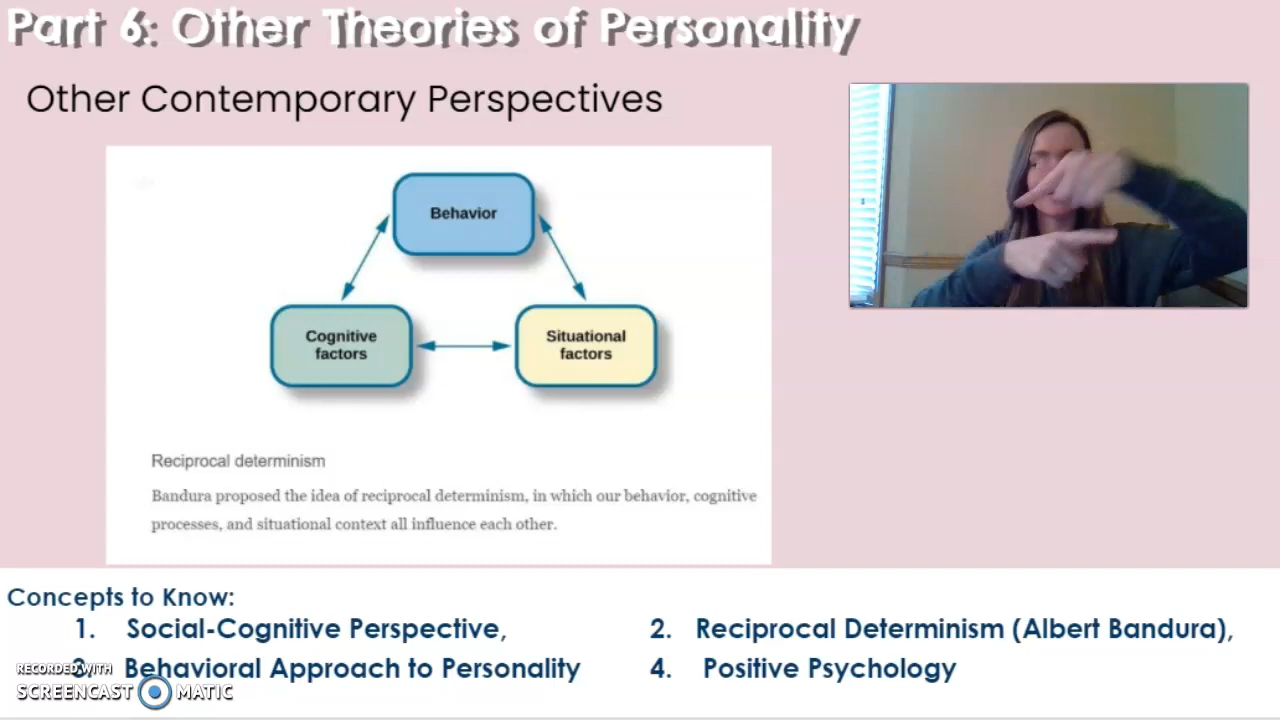 Part 6: Other Theories of Personality
Other Contemporary Perspectives
Behavior
Cognitive
factors
Situational
factors
Reciprocal determinism
Bandura proposed the idea of reciprocal determinism, in which our behavior, cognitive
processes, and situational context all influence each other.
Concepts to Know:
1. Social-Cognitive Perspective,
2. Reciprocal Determinism (Albert Bandura),
Behavioral Approach to Personality
4. Positive Psychology
RECORDED WITH
SCREENCAST MATIC